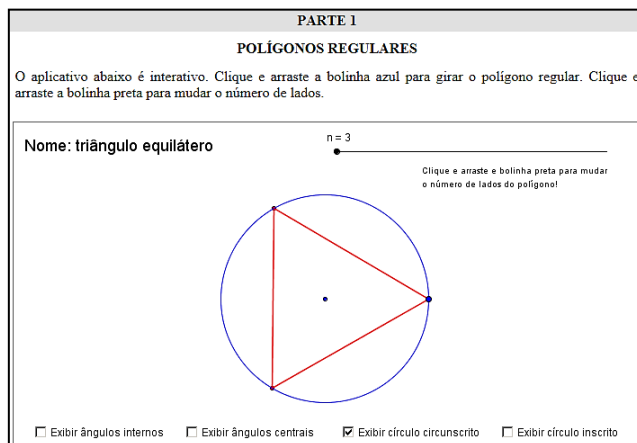 PARTE 1
POLÍGONOS REGULARES
O aplicativo abaixo é interativo. Clique e arraste a bolinha azul para girar o polígono regular. Clique e
arraste a bolinha preta para mudar o número de lados.
Nome: triângulo equilátero
n = 3
Clique e arraste e bolinha preta para mudar
o número de lados do polígono!
Exibir ângulos internos Exibir ângulos centrais Exibir círculo circunscrito Exibir círculo inscrito